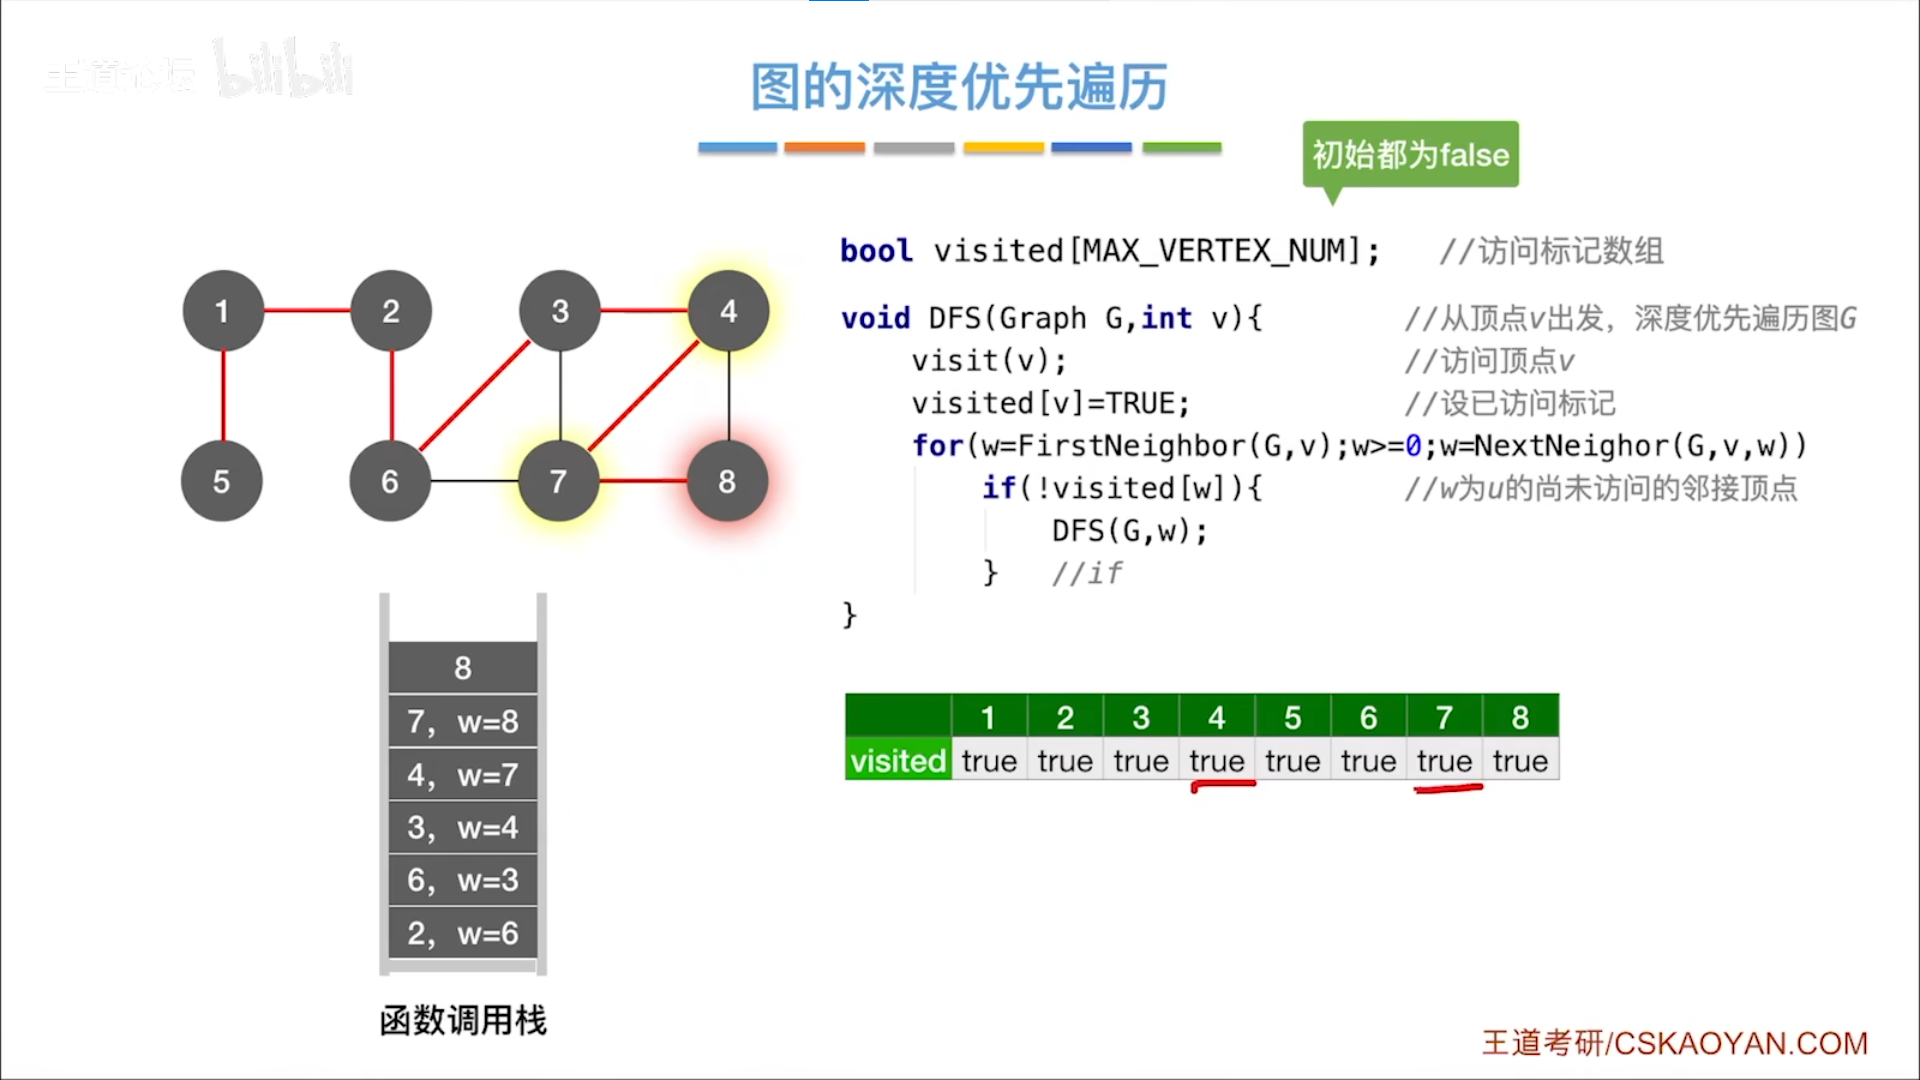 王道论坛 bilibili
图的深度优先遍历
初始都为false
bool visited[MAX_VERTEX_NUM]; //访问标记数组
void DFS(Graph G,int v){ //从顶点v出发，深度优先遍历图G
visit(v); //访问顶点v
visited[v]=TRUE; //设已访问标记
for(w=FirstNeighbor(G,v);w>=0;w=NextNeighor(G,v,w))
if(!visited[w]){ //w为u的尚未访问的邻接顶点
DFS(G,w);
} //if
}
1 2 3 4
5 6 7 8
8
7, w=8
4, w=7
3, w=4
6, w=3
2, w=6
函数调用栈
1 2 3 4 5 6 7 8
visited true true true true true true true true
王道考研/CSKAOYAN.COM